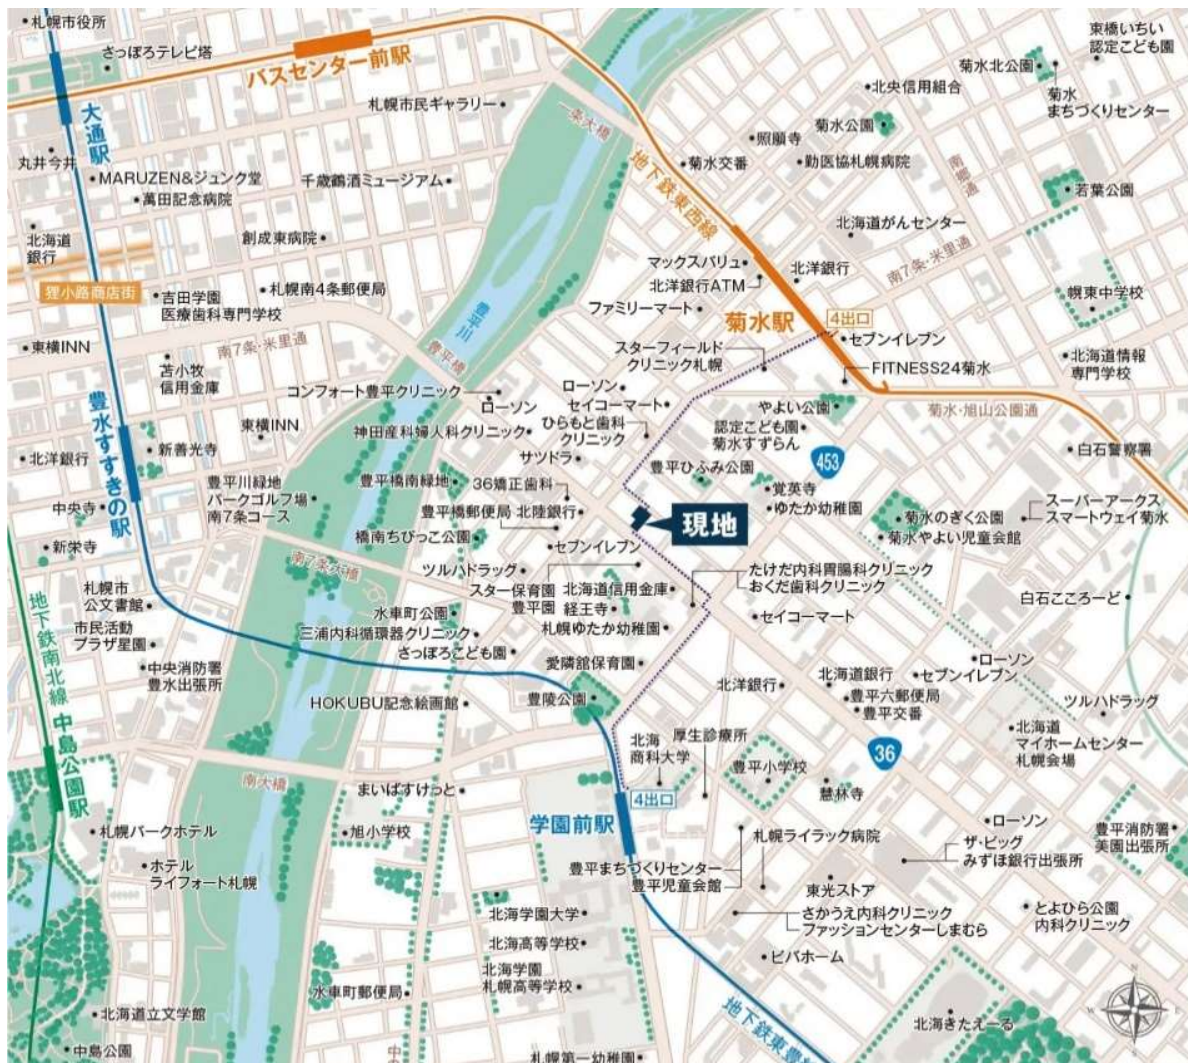 札幌市役所
さっぽろテレビ塔
バスセンター前駅
大通駅
札幌市民ギャラリー
一条大橋
東橋いちい
認定こども園
菊水北公園
菊水
まちづくりセンター
北央信用組合
菊水公園
照願寺
菊水交番
勤医協札幌病院
南郷通
若葉公園
丸井今井
MARUZEN&ジュンク堂
萬田記念病院
千歳鶴酒ミュージアム
地下鉄東西線
北海道
銀行
創成東病院
北海道がんセンター
南7条・米里通
マックスバリュ
北洋銀行ATM
北洋銀行
狸小路商店街
吉田学園
医療歯科専門学校
札幌南4条郵便局
豊平川
ファミリーマート
菊水駅
4出口
セブンイレブン
幌東中学校
東横INN
南7条・米里通
豊平橋
スターフィールド
クリニック札幌
FITNESS24菊水
北海道情報
専門学校
苫小牧
信用金庫
コンフォート豊平クリニック
ローソン
ローソン
セイコーマート
ひらもと歯科
クリニック
やよい公園
認定こども園
菊水すずらん
菊水・旭山公園通
豊水すすきの駅
東横INN
神田産科婦人科クリニック
サツドラ
豊平ひふみ公園
453
白石警察署
北洋銀行
新善光寺
豊平川緑地
パークゴルフ場
南7条コース
豊平橋南緑地
36矯正歯科
覚英寺
ゆたか幼稚園
スーパーアークス
スマートウェイ菊水
中央寺
豊平橋郵便局
北陸銀行
現地
菊水のぎく公園
菊水やよい児童会館
新栄寺
橋南ちびっこ公園
セブンイレブン
南7条大橋
ツルハドラッグ
スター保育園
豊平園
北海道信用金庫
経王寺
札幌ゆたか幼稚園
たけだ内科胃腸科クリニック
おくだ歯科クリニック
セイコーマート
白石こころーど
札幌市
公文書館
地下鉄南北線
市民活動
プラザ星園
水車町公園
三浦内科循環器クリニック
さっぽろこども園
愛隣舘保育園
中央消防署
豊水出張所
HOKUBU記念絵画館
豊陵公園
北洋銀行
北海道銀行
豊平六郵便局
豊平交番
ローソン
セブンイレブン
ツルハドラッグ
中島公園駅
北海
商科大学
厚生診療所
36
北海道
マイホームセンター
札幌会場
南大橋
まいばすけっと
4出口
豊平小学校
慧林寺
札幌パークホテル
旭小学校
学園前駅
ローソン
豊平消防署
美園出張所
ホテル
ライフォート札幌
豊平まちづくりセンター
豊平児童会館
札幌ライラック病院
ザ・ビッグ
みずほ銀行出張所
東光ストア
北海学園大学
さかうえ内科クリニック
ファッションセンターしまむら
とよひら公園
内科クリニック
北海高等学校
ビバホーム
北海学園
札幌高等学校
水車町郵便局
北海道立文学館
中島公園
札幌第一幼稚園
地下鉄東豊線
北海きたえーる
N